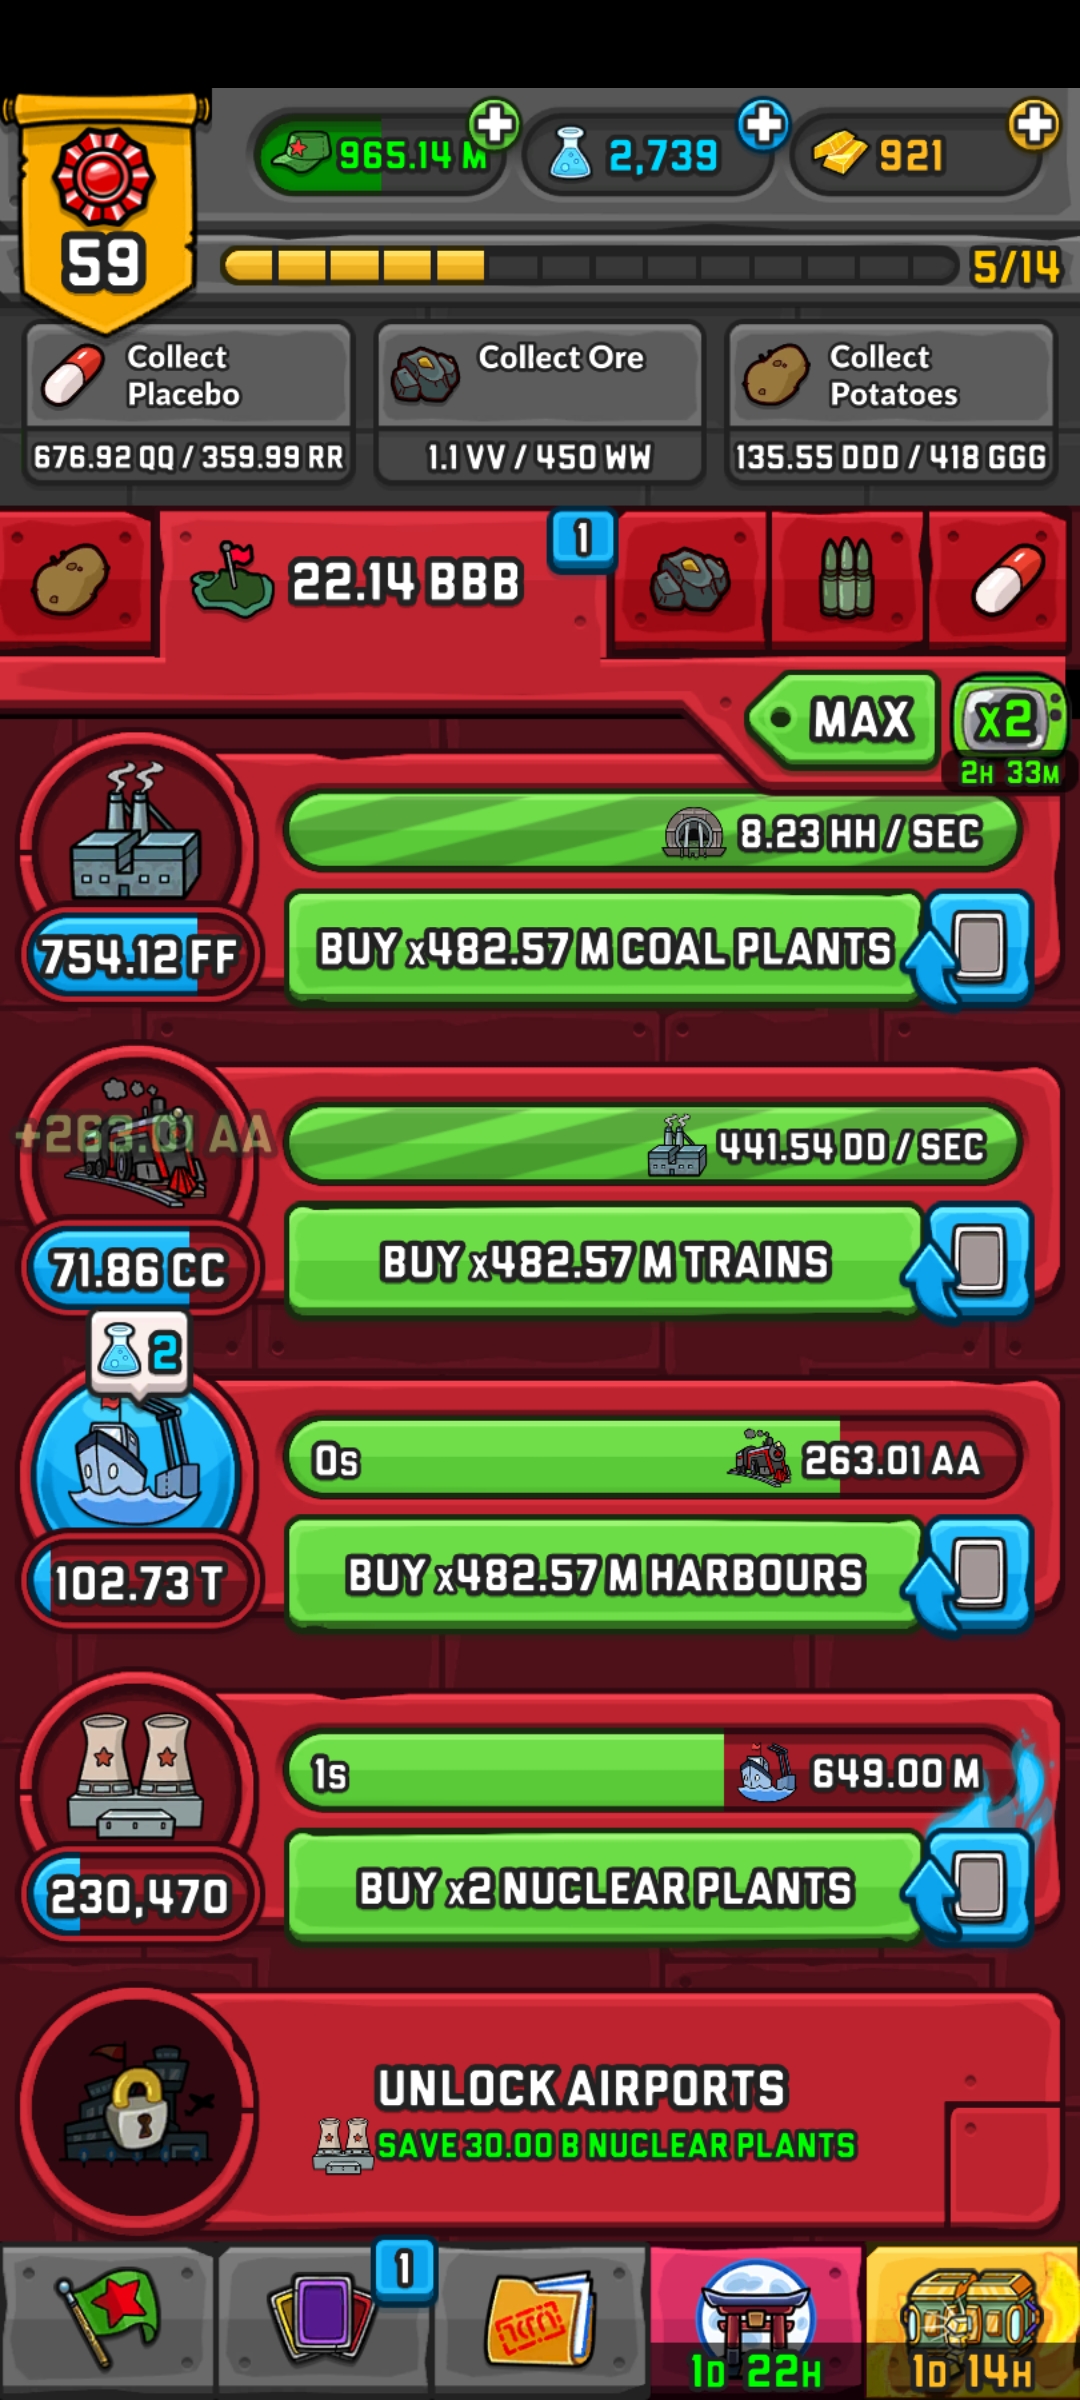 965.14 M
2,739
921
59
5/14
Collect
Placebo
676.92 QQ / 359.99 RR
Collect Ore
1.1 VV / 450 WW
Collect
Potatoes
135.55 DDD / 418 GGG
22.14 BBB
1
MAX
x2
2H 33M
8.23 HH / SEC
754.12 FF
BUY x482.57 M COAL PLANTS
+263.01 AA
441.54 DD / SEC
71.86 CC
BUY x482.57 M TRAINS
2
0s
263.01 AA
102.73 T
BUY x482.57 M HARBOURS
1s
649.00 M
230,470
BUY x2 NUCLEAR PLANTS
UNLOCK AIRPORTS
SAVE 30.00 B NUCLEAR PLANTS
1
1D 22H
1D 14H